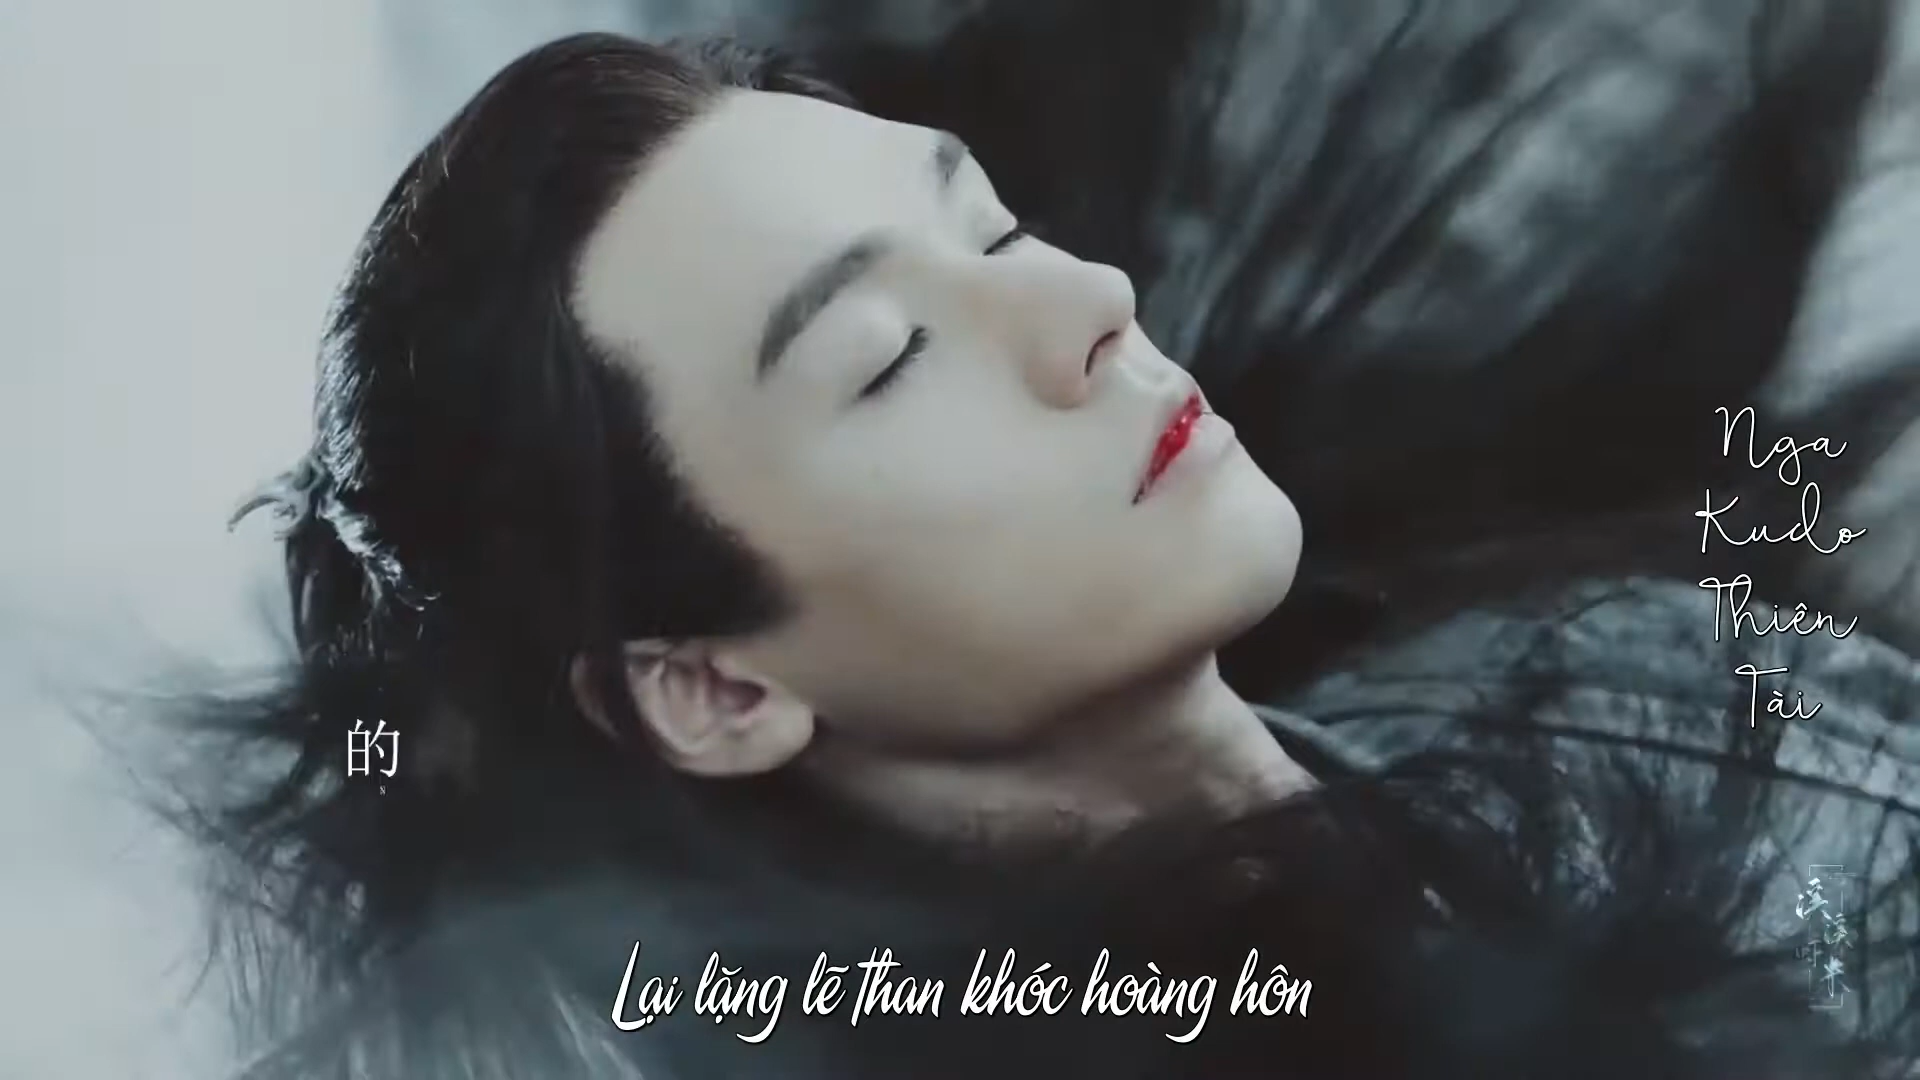 Nga
Kudo
Thiên
Tài
的
N
Lại lặng lẽ than khóc hoàng hôn